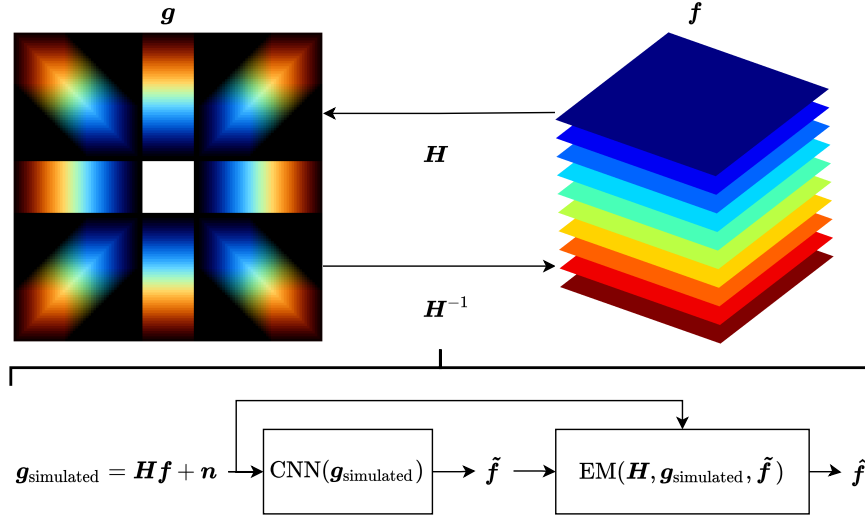 g
f
H
H⁻¹
g_simulated = Hf + n
CNN(g_simulated)
f̃
EM(H, g_simulated, f̃)
f̂